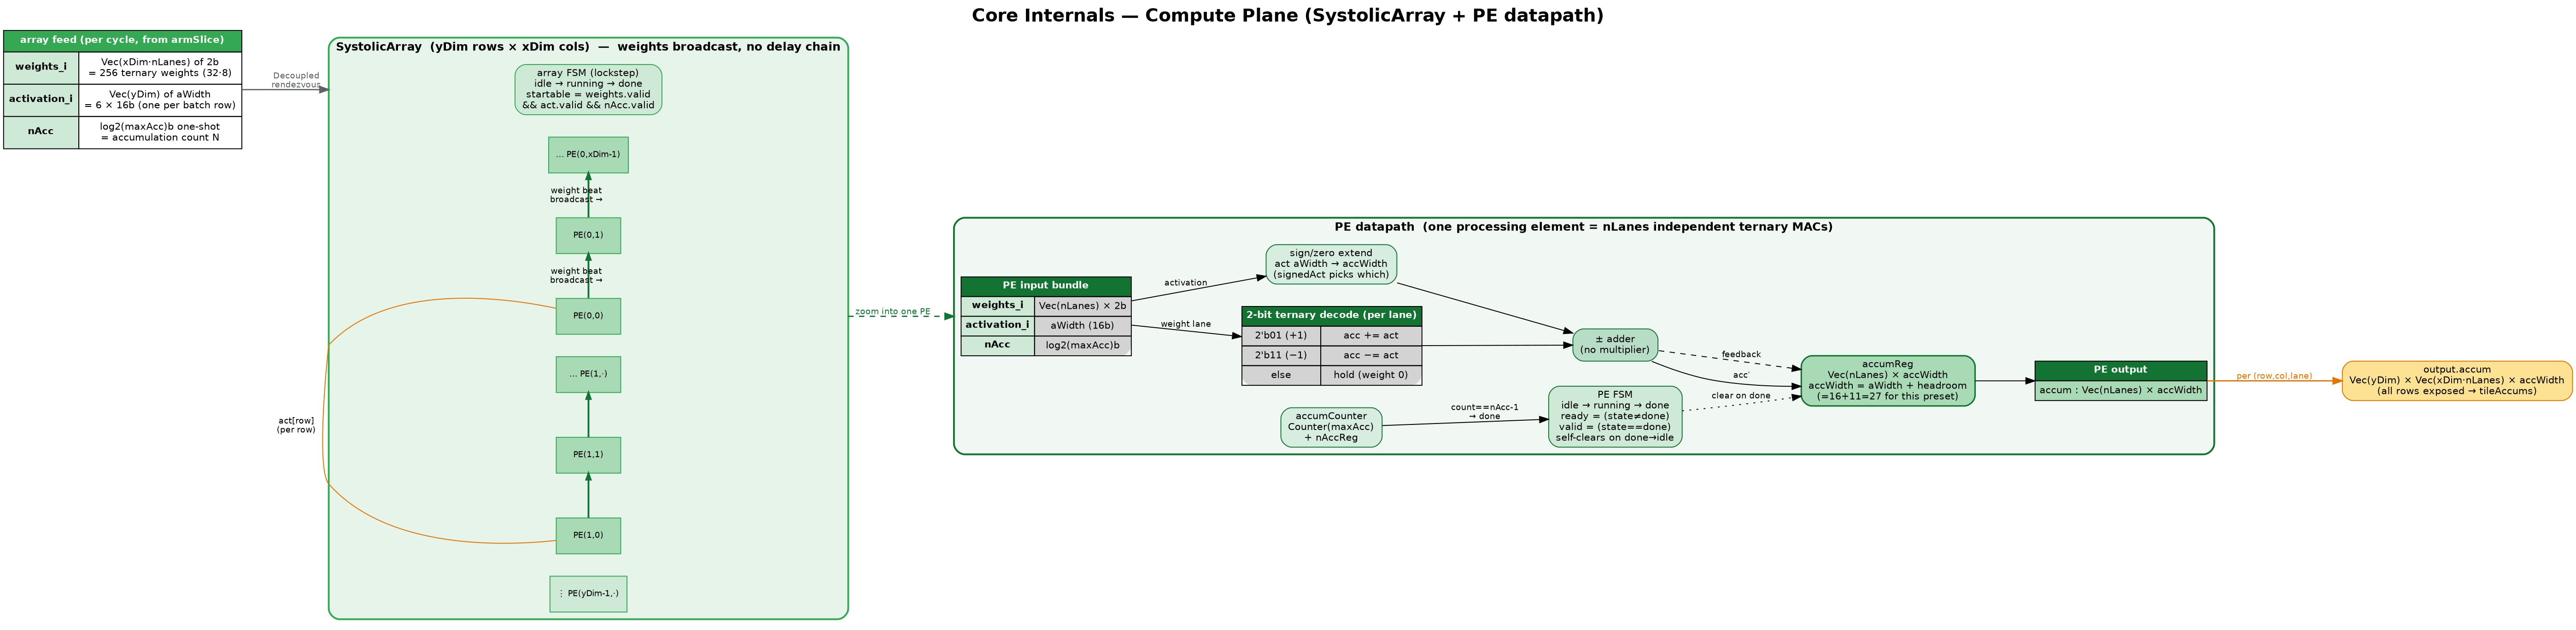 Core Internals — Compute Plane (SystolicArray + PE datapath)
array feed (per cycle, from armSlice)
weights_i
Vec(xDim·nLanes) of 2b
= 256 ternary weights (32·8)
activation_i
Vec(yDim) of aWidth
= 6 × 16b (one per batch row)
nAcc
log2(maxAcc)b one-shot
= accumulation count N
Decoupled
rendezvous
SystolicArray  (yDim rows × xDim cols)  —  weights broadcast, no delay chain
array FSM (lockstep)
idle → running → done
startable = weights.valid
&& act.valid && nAcc.valid
... PE(0,xDim-1)
weight beat
broadcast →
PE(0,1)
weight beat
broadcast →
PE(0,0)
... PE(1,·)
act[row]
(per row)
PE(1,1)
PE(1,0)
⋮ PE(yDim-1,·)
zoom into one PE
PE datapath  (one processing element = nLanes independent ternary MACs)
PE input bundle
weights_i
Vec(nLanes) × 2b
activation_i
aWidth (16b)
nAcc
log2(maxAcc)b
activation
weight lane
sign/zero extend
act aWidth → accWidth
(signedAct picks which)
2-bit ternary decode (per lane)
2'b01 (+1)
acc += act
2'b11 (−1)
acc −= act
else
hold (weight 0)
accumCounter
Counter(maxAcc)
+ nAccReg
count==nAcc-1
→ done
± adder
(no multiplier)
PE FSM
idle → running → done
ready = (state≠done)
valid = (state==done)
self-clears on done→idle
feedback
acc′
clear on done
accumReg
Vec(nLanes) × accWidth
accWidth = aWidth + headroom
(=16+11=27 for this preset)
PE output
accum : Vec(nLanes) × accWidth
per (row,col,lane)
output.accum
Vec(yDim) × Vec(xDim·nLanes) × accWidth
(all rows exposed → tileAccums)